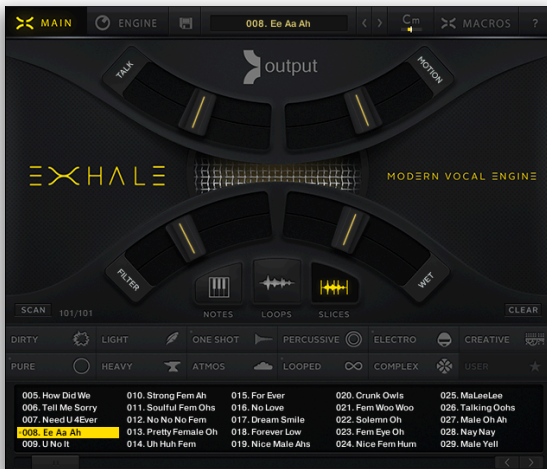 MAIN ENGINE 008. Ee Aa Ah < > Cm MACROS ?
TALK
output
MOTION
EXHALE
MODERN VOCAL ENGINE
FILTER
WET
NOTES LOOPS SLICES
SCAN 101/101 CLEAR
DIRTY LIGHT ONE SHOT PERCUSSIVE ELECTRO CREATIVE
PURE HEAVY ATMOS LOOPED COMPLEX USER
005. How Did We 010. Strong Fem Ah 015. For Ever 020. Crunk Owls 025. MaLeeLee
006. Tell Me Sorry 011. Soulful Fem Ohs 016. No Love 021. Fem Woo Woo 026. Talking Oohs
007. Need U 4Ever 012. No No No Fem 017. Dream Smile 022. Solemn Oh 027. Male Oh Ah
008. Ee Aa Ah 013. Pretty Female Oh 018. Forever Low 023. Fem Eye Oh 028. Nay Nay
009. U No It 014. Uh Huh Fem 019. Nice Male Ahs 024. Nice Fem Hum 029. Male Yell